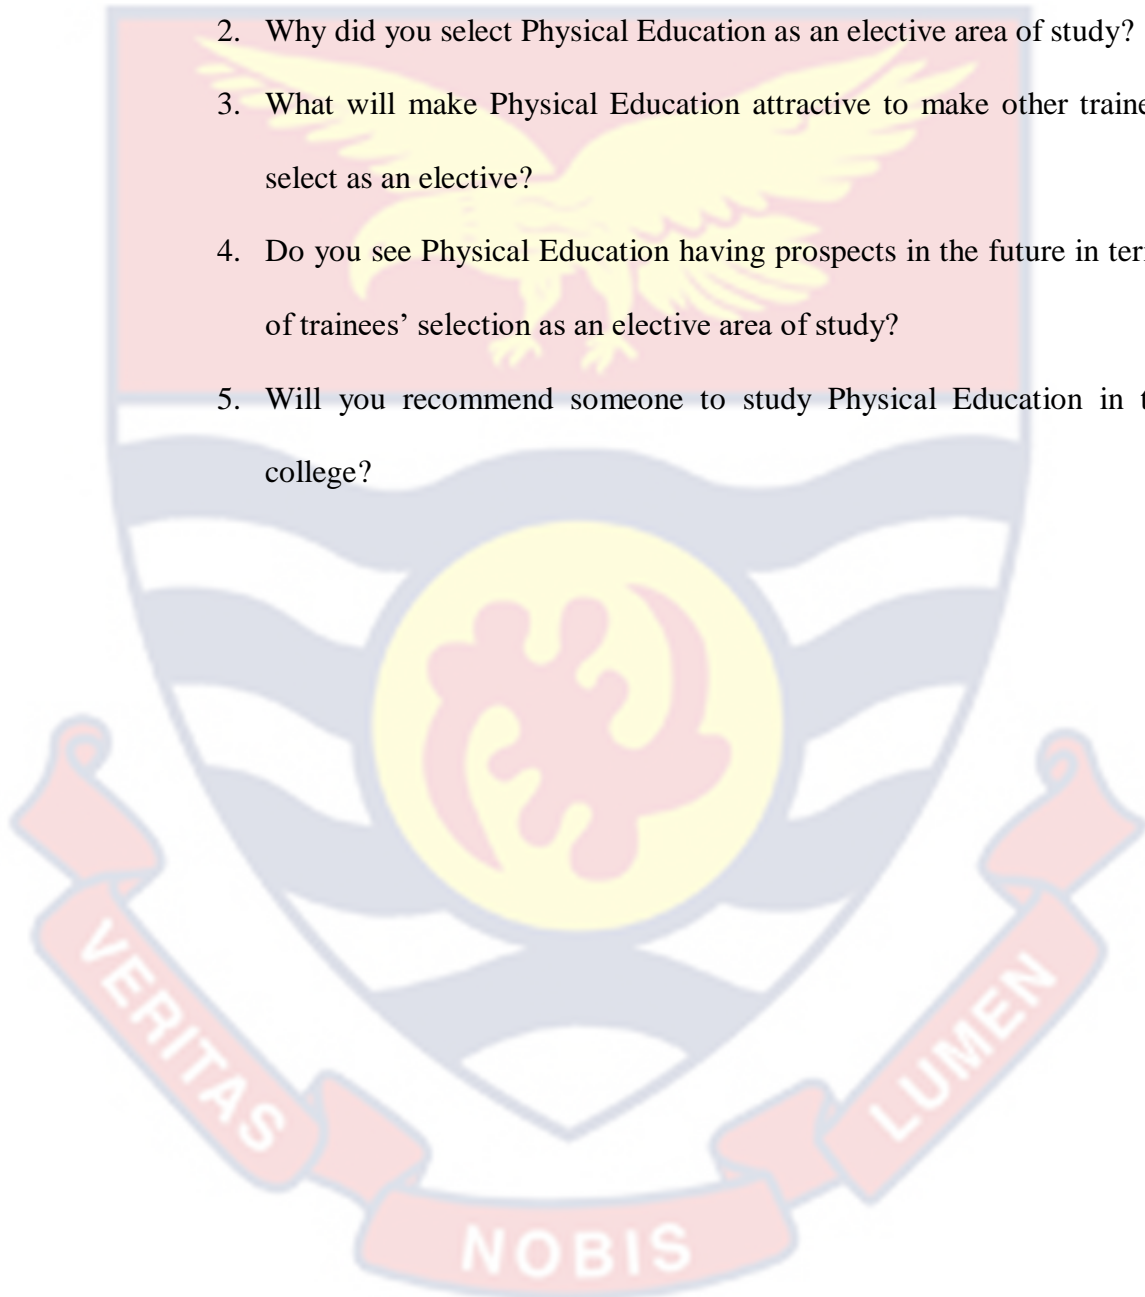 2. Why did you select Physical Education as an elective area of study?
3. What will make Physical Education attractive to make other traine
select as an elective?
4. Do you see Physical Education having prospects in the future in ter
of trainees’ selection as an elective area of study?
5. Will you recommend someone to study Physical Education in t
college?
VERITAS
NOBIS
LUMEN